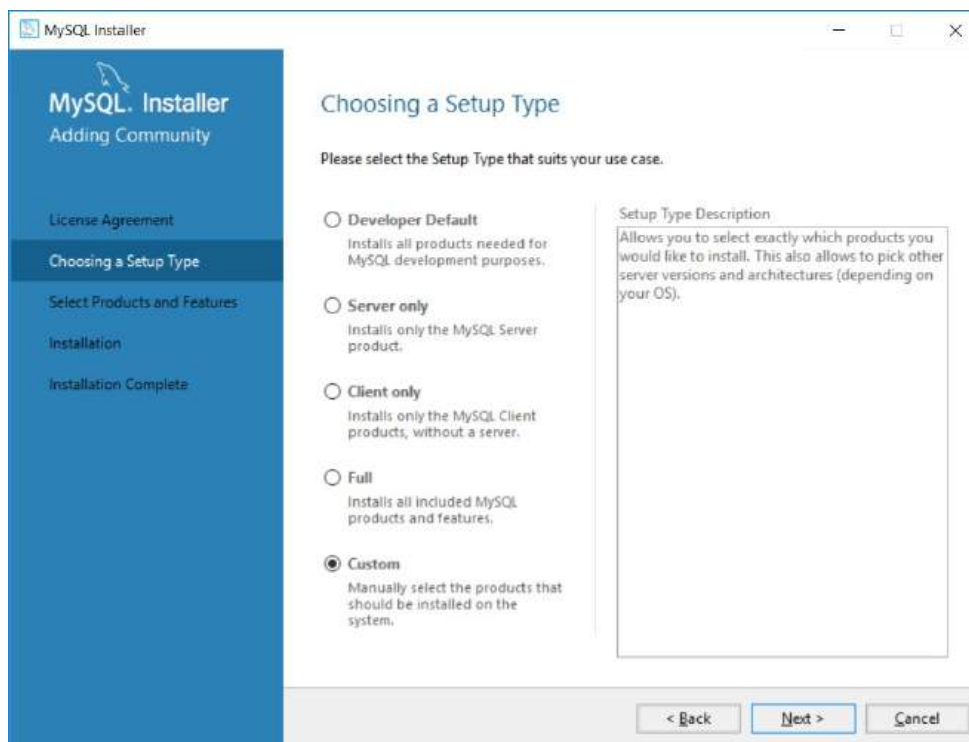 MySQL Installer
MySQL. Installer
Adding Community
License Agreement
Choosing a Setup Type
Select Products and Features
Installation
Installation Complete
Choosing a Setup Type
Please select the Setup Type that suits your use case.
Developer Default
Installs all products needed for
MySQL development purposes.
Server only
Installs only the MySQL Server
product.
Client only
Installs only the MySQL Client
products, without a server.
Full
Installs all included MySQL
products and features.
Custom
Manually select the products that
should be installed on the
system.
Setup Type Description
Allows you to select exactly which products you
would like to install. This also allows to pick other
server versions and architectures (depending on
your OS).
< Back
Next >
Cancel